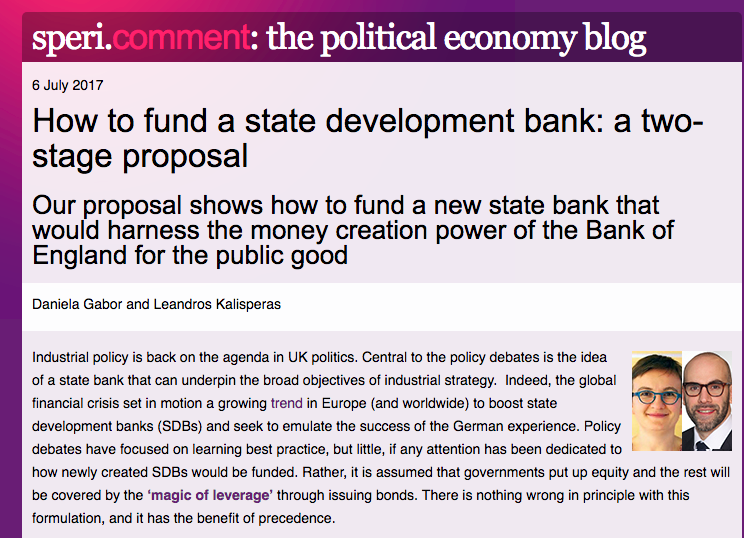 speri.comment: the political economy blog
6 July 2017
How to fund a state development bank: a two-
stage proposal
Our proposal shows how to fund a new state bank that
would harness the money creation power of the Bank of
England for the public good
Daniela Gabor and Leandros Kalisperas
Industrial policy is back on the agenda in UK politics. Central to the policy debates is the idea
of a state bank that can underpin the broad objectives of industrial strategy.  Indeed, the global
financial crisis set in motion a growing trend in Europe (and worldwide) to boost state
development banks (SDBs) and seek to emulate the success of the German experience. Policy
debates have focused on learning best practice, but little, if any attention has been dedicated to
how newly created SDBs would be funded. Rather, it is assumed that governments put up equity and the rest will
be covered by the ‘magic of leverage’ through issuing bonds. There is nothing wrong in principle with this
formulation, and it has the benefit of precedence.